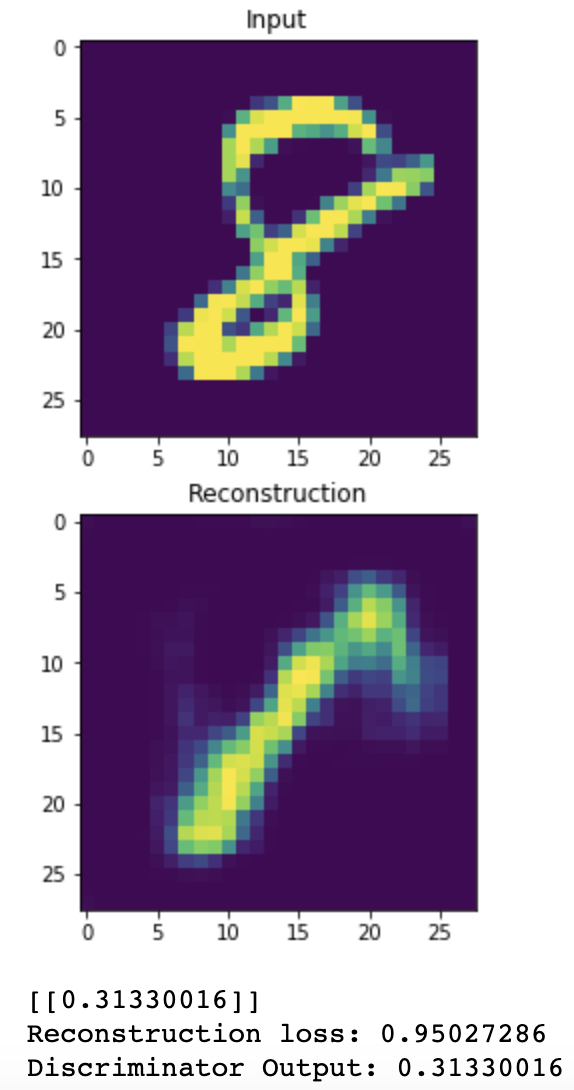 Input
0
5
10
15
20
25
0 5 10 15 20 25
Reconstruction
0
5
10
15
20
25
0 5 10 15 20 25
[[0.31330016]]
Reconstruction loss: 0.95027286
Discriminator Output: 0.31330016